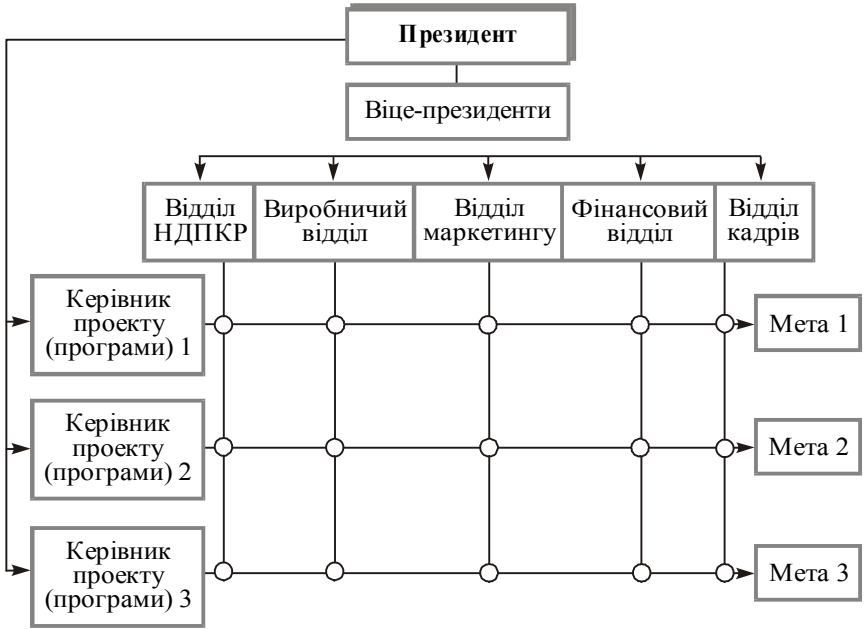 Президент
Віце-президенти
Відділ
НДПКР
Виробничий
відділ
Відділ
маркетингу
Фінансовий
відділ
Відділ
кадрів
Керівник
проекту
(програми) 1
Мета 1
Керівник
проекту
(програми) 2
Мета 2
Керівник
проекту
(програми) 3
Мета 3